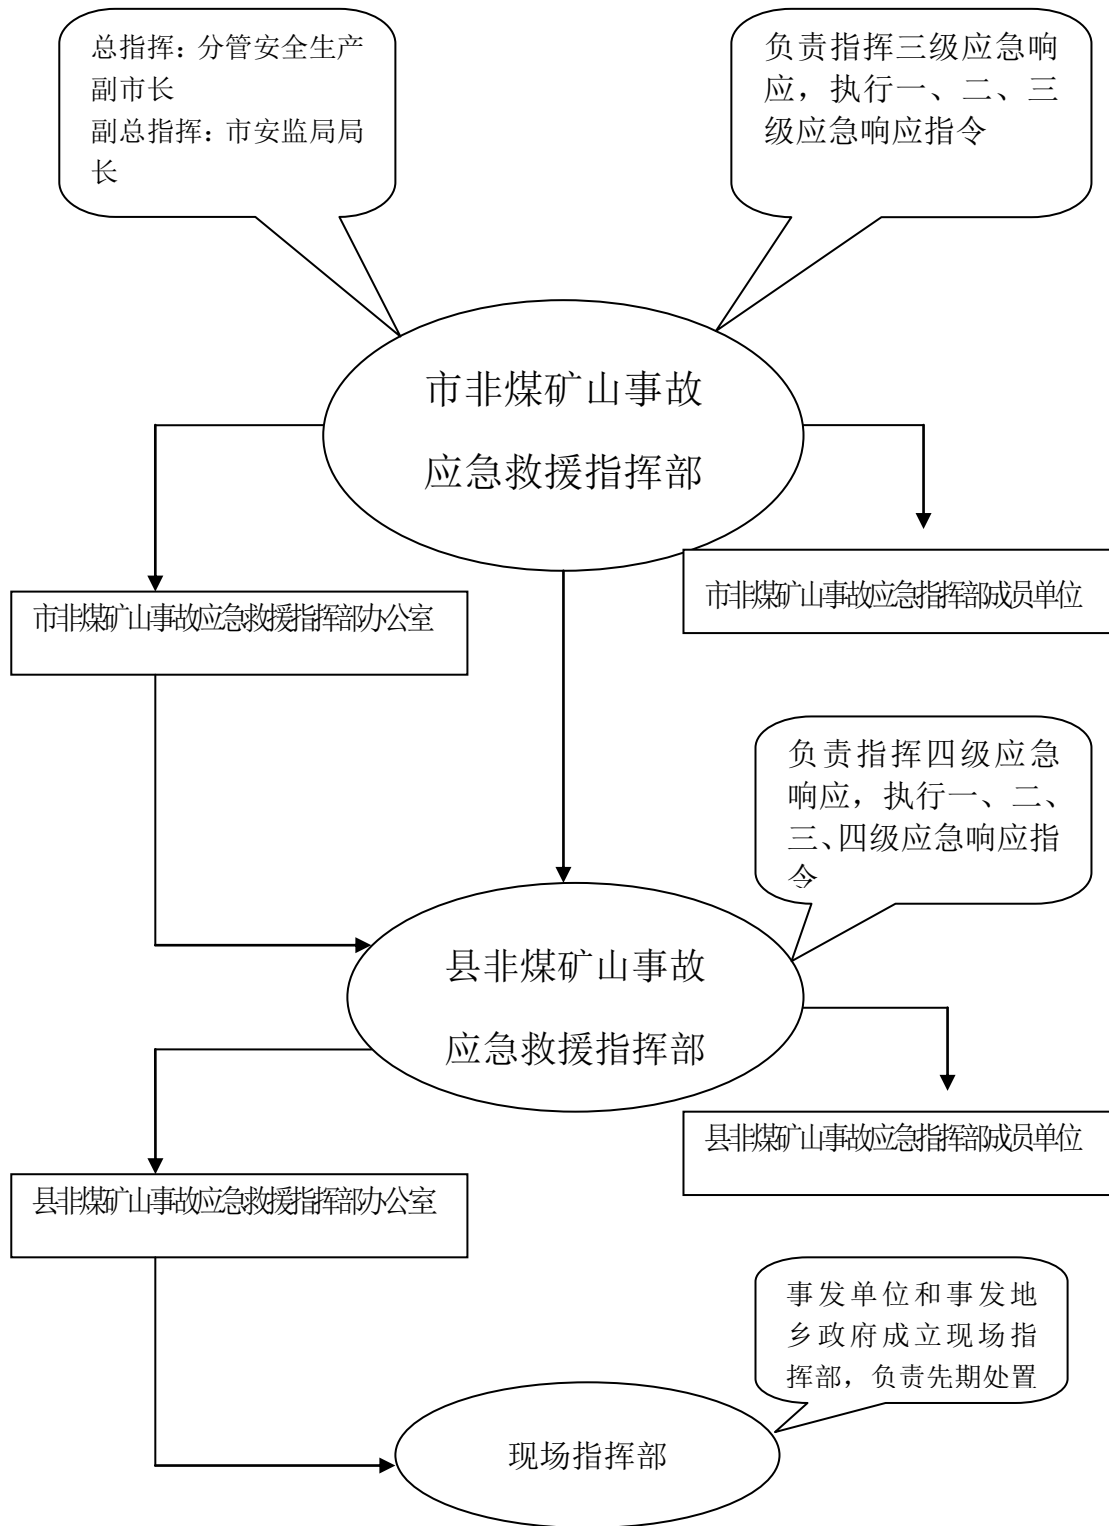 总指挥：分管安全生产
副市长
副总指挥：市安监局局
长
负责指挥三级应急响
应，执行一、二、三
级应急响应指令
市非煤矿山事故
应急救援指挥部
市非煤矿山事故应急救援指挥部办公室
市非煤矿山事故应急指挥部成员单位
负责指挥四级应急
响应，执行一、二、
三、四级应急响应指
令
县非煤矿山事故
应急救援指挥部
县非煤矿山事故应急指挥部成员单位
县非煤矿山事故应急救援指挥部办公室
事发单位和事发地
乡政府成立现场指
挥部，负责先期处置
现场指挥部